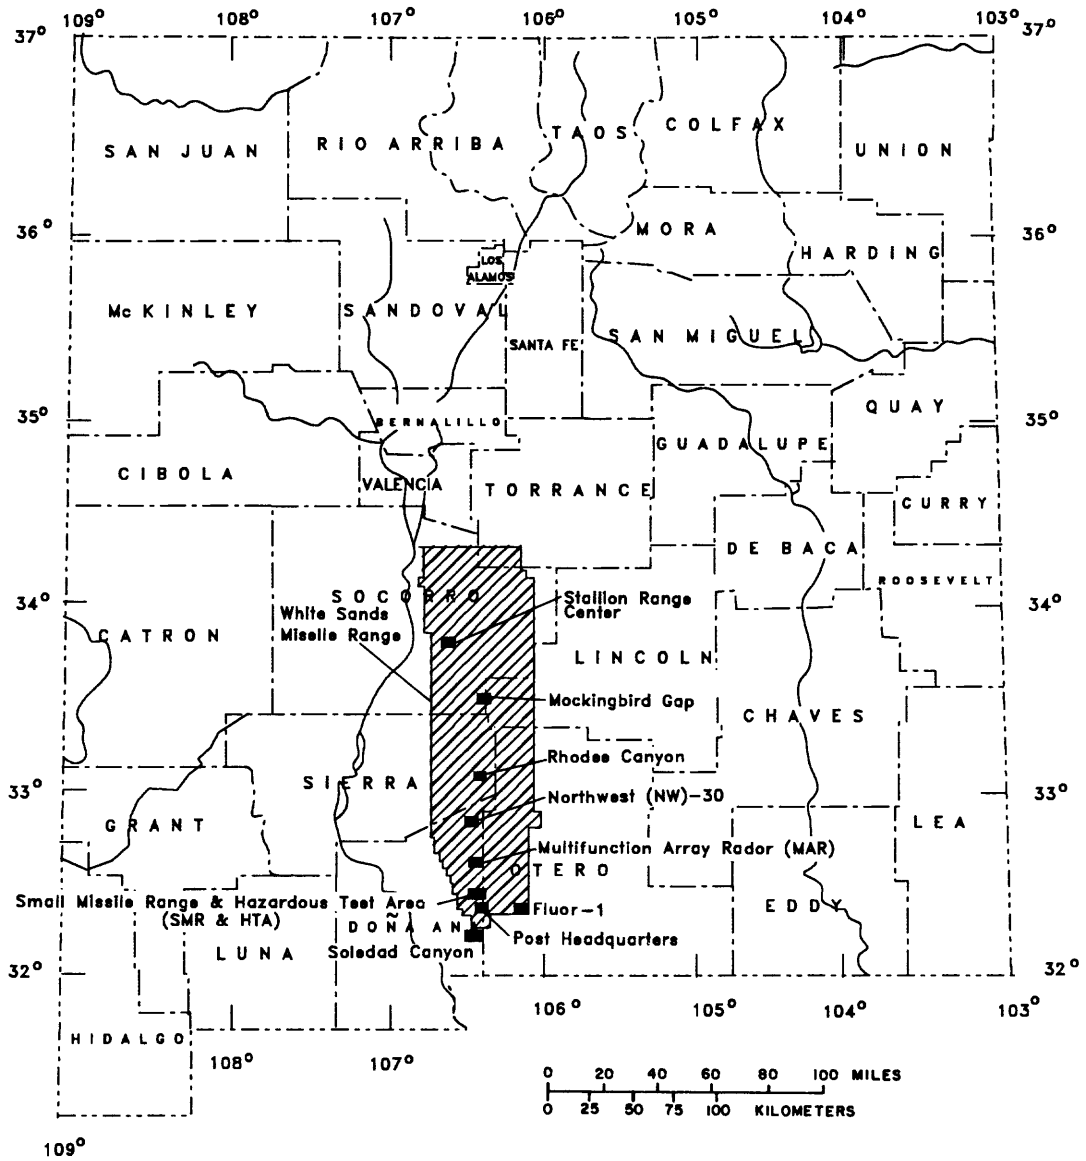 109° 108° 107° 106° 105° 104° 103°
37° 37°
SAN JUAN
RIO ARRIBA
TAOS
COLFAX
UNION
36° 36°
MORA
HARDING
LOS
ALAMOS
McKINLEY
SANDOVAL
SANTA FE
SAN MIGUEL
35° 35°
BERNALILLO
QUAY
GUADALUPE
CIBOLA
VALENCIA
TORRANCE
CURRY
DE BACA
ROOSEVELT
34° 34°
SOCORRO
Stallion Range
Center
White Sands
Missile Range
CATRON
LINCOLN
Mockingbird Gap
CHAVES
Rhodes Canyon
SIERRA
33° 33°
Northwest (NW)-30
GRANT
LEA
Multifunction Array Rador (MAR)
OTERO
Small Missile Range & Hazardous Test Area
(SMR & HTA)
Fluor-1
EDDY
DOÑA AN
Post Headquarters
LUNA
Soledad Canyon
32° 32°
106° 105° 104° 103°
HIDALGO
108° 107°
0 20 40 60 80 100 MILES
0 25 50 75 100 KILOMETERS
109°